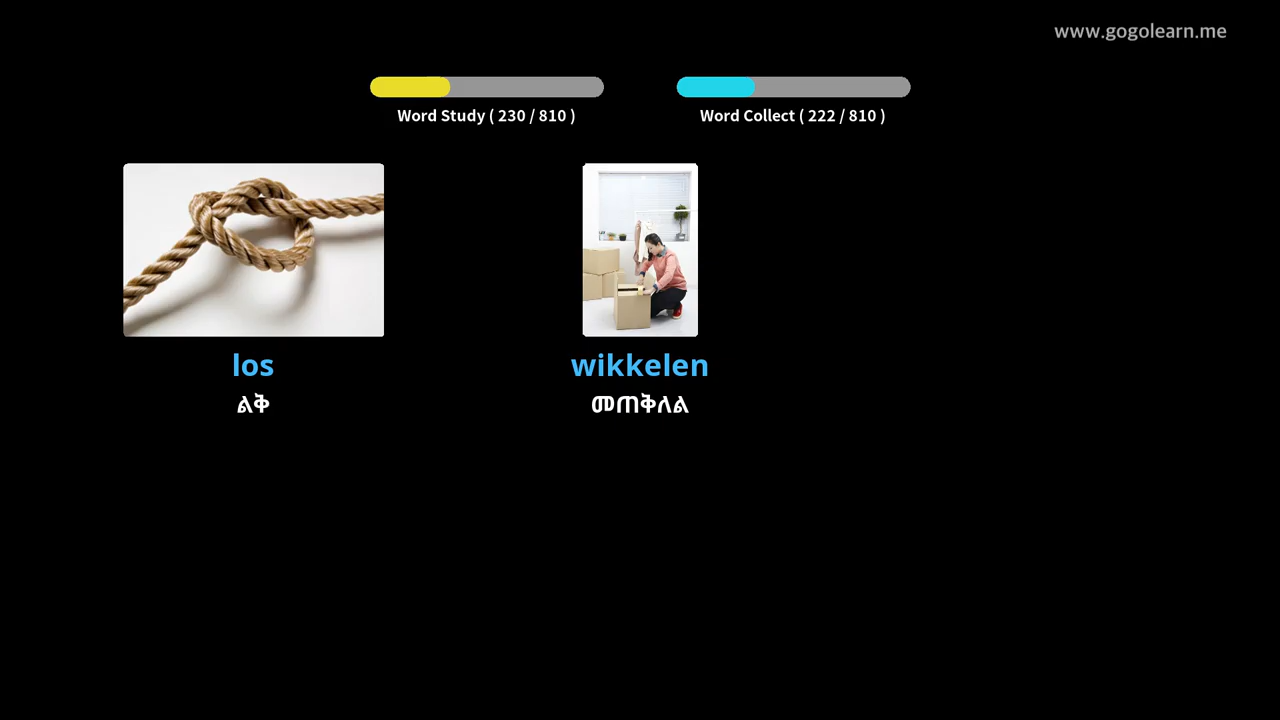 www.gogolearn.me
Word Study ( 230 / 810 )
Word Collect ( 222 / 810 )
los
ልቅ
wikkelen
መጠቅለል